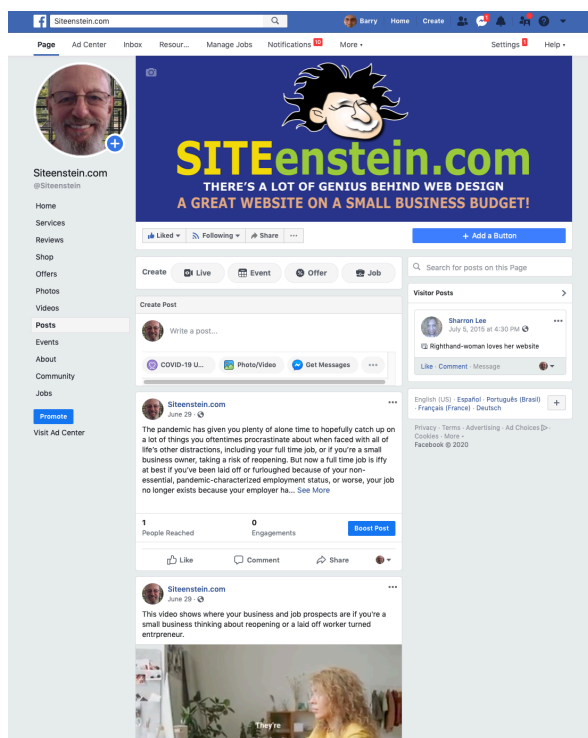 Siteenstein.com
Barry Home Create
Page Ad Center Inbox Resour... Manage Jobs Notifications 10 More Settings 1 Help
SITEenstein.com
THERE'S A LOT OF GENIUS BEHIND WEB DESIGN
A GREAT WEBSITE ON A SMALL BUSINESS BUDGET!
Siteenstein.com
@Siteenstein
Home
Services
Reviews
Shop
Offers
Photos
Videos
Posts
Events
About
Community
Jobs
Promote
Visit Ad Center
Liked Following Share ...
+ Add a Button
Create Live Event Offer Job
Create Post
Write a post...
COVID-19 U... Photo/Video Get Messages ...
Siteenstein.com
June 29 ·
The pandemic has given you plenty of alone time to hopefully catch up on
a lot of things you oftentimes procrastinate about when faced with all of
life's other distractions, including your full time job, or if you're a small
business owner, taking a risk of reopening. But now a full time job is iffy
at best if you've been laid off or furloughed because of your non-
essential, pandemic-characterized employment status, or worse, your job
no longer exists because your employer ha... See More
1
People Reached
0
Engagements
Boost Post
Like Comment Share
Siteenstein.com
June 29 ·
This video shows where your business and job prospects are if you're a
small business thinking about reopening or a laid off worker turned
entrpreneur.
They're
Search for posts on this Page
Visitor Posts
Sharron Lee
July 5, 2015 at 4:30 PM
Righthand-woman loves her website
Like · Comment · Message
English (US) · Español · Português (Brasil)
· Français (France) · Deutsch
Privacy · Terms · Advertising · Ad Choices ·
Cookies · More
Facebook © 2020